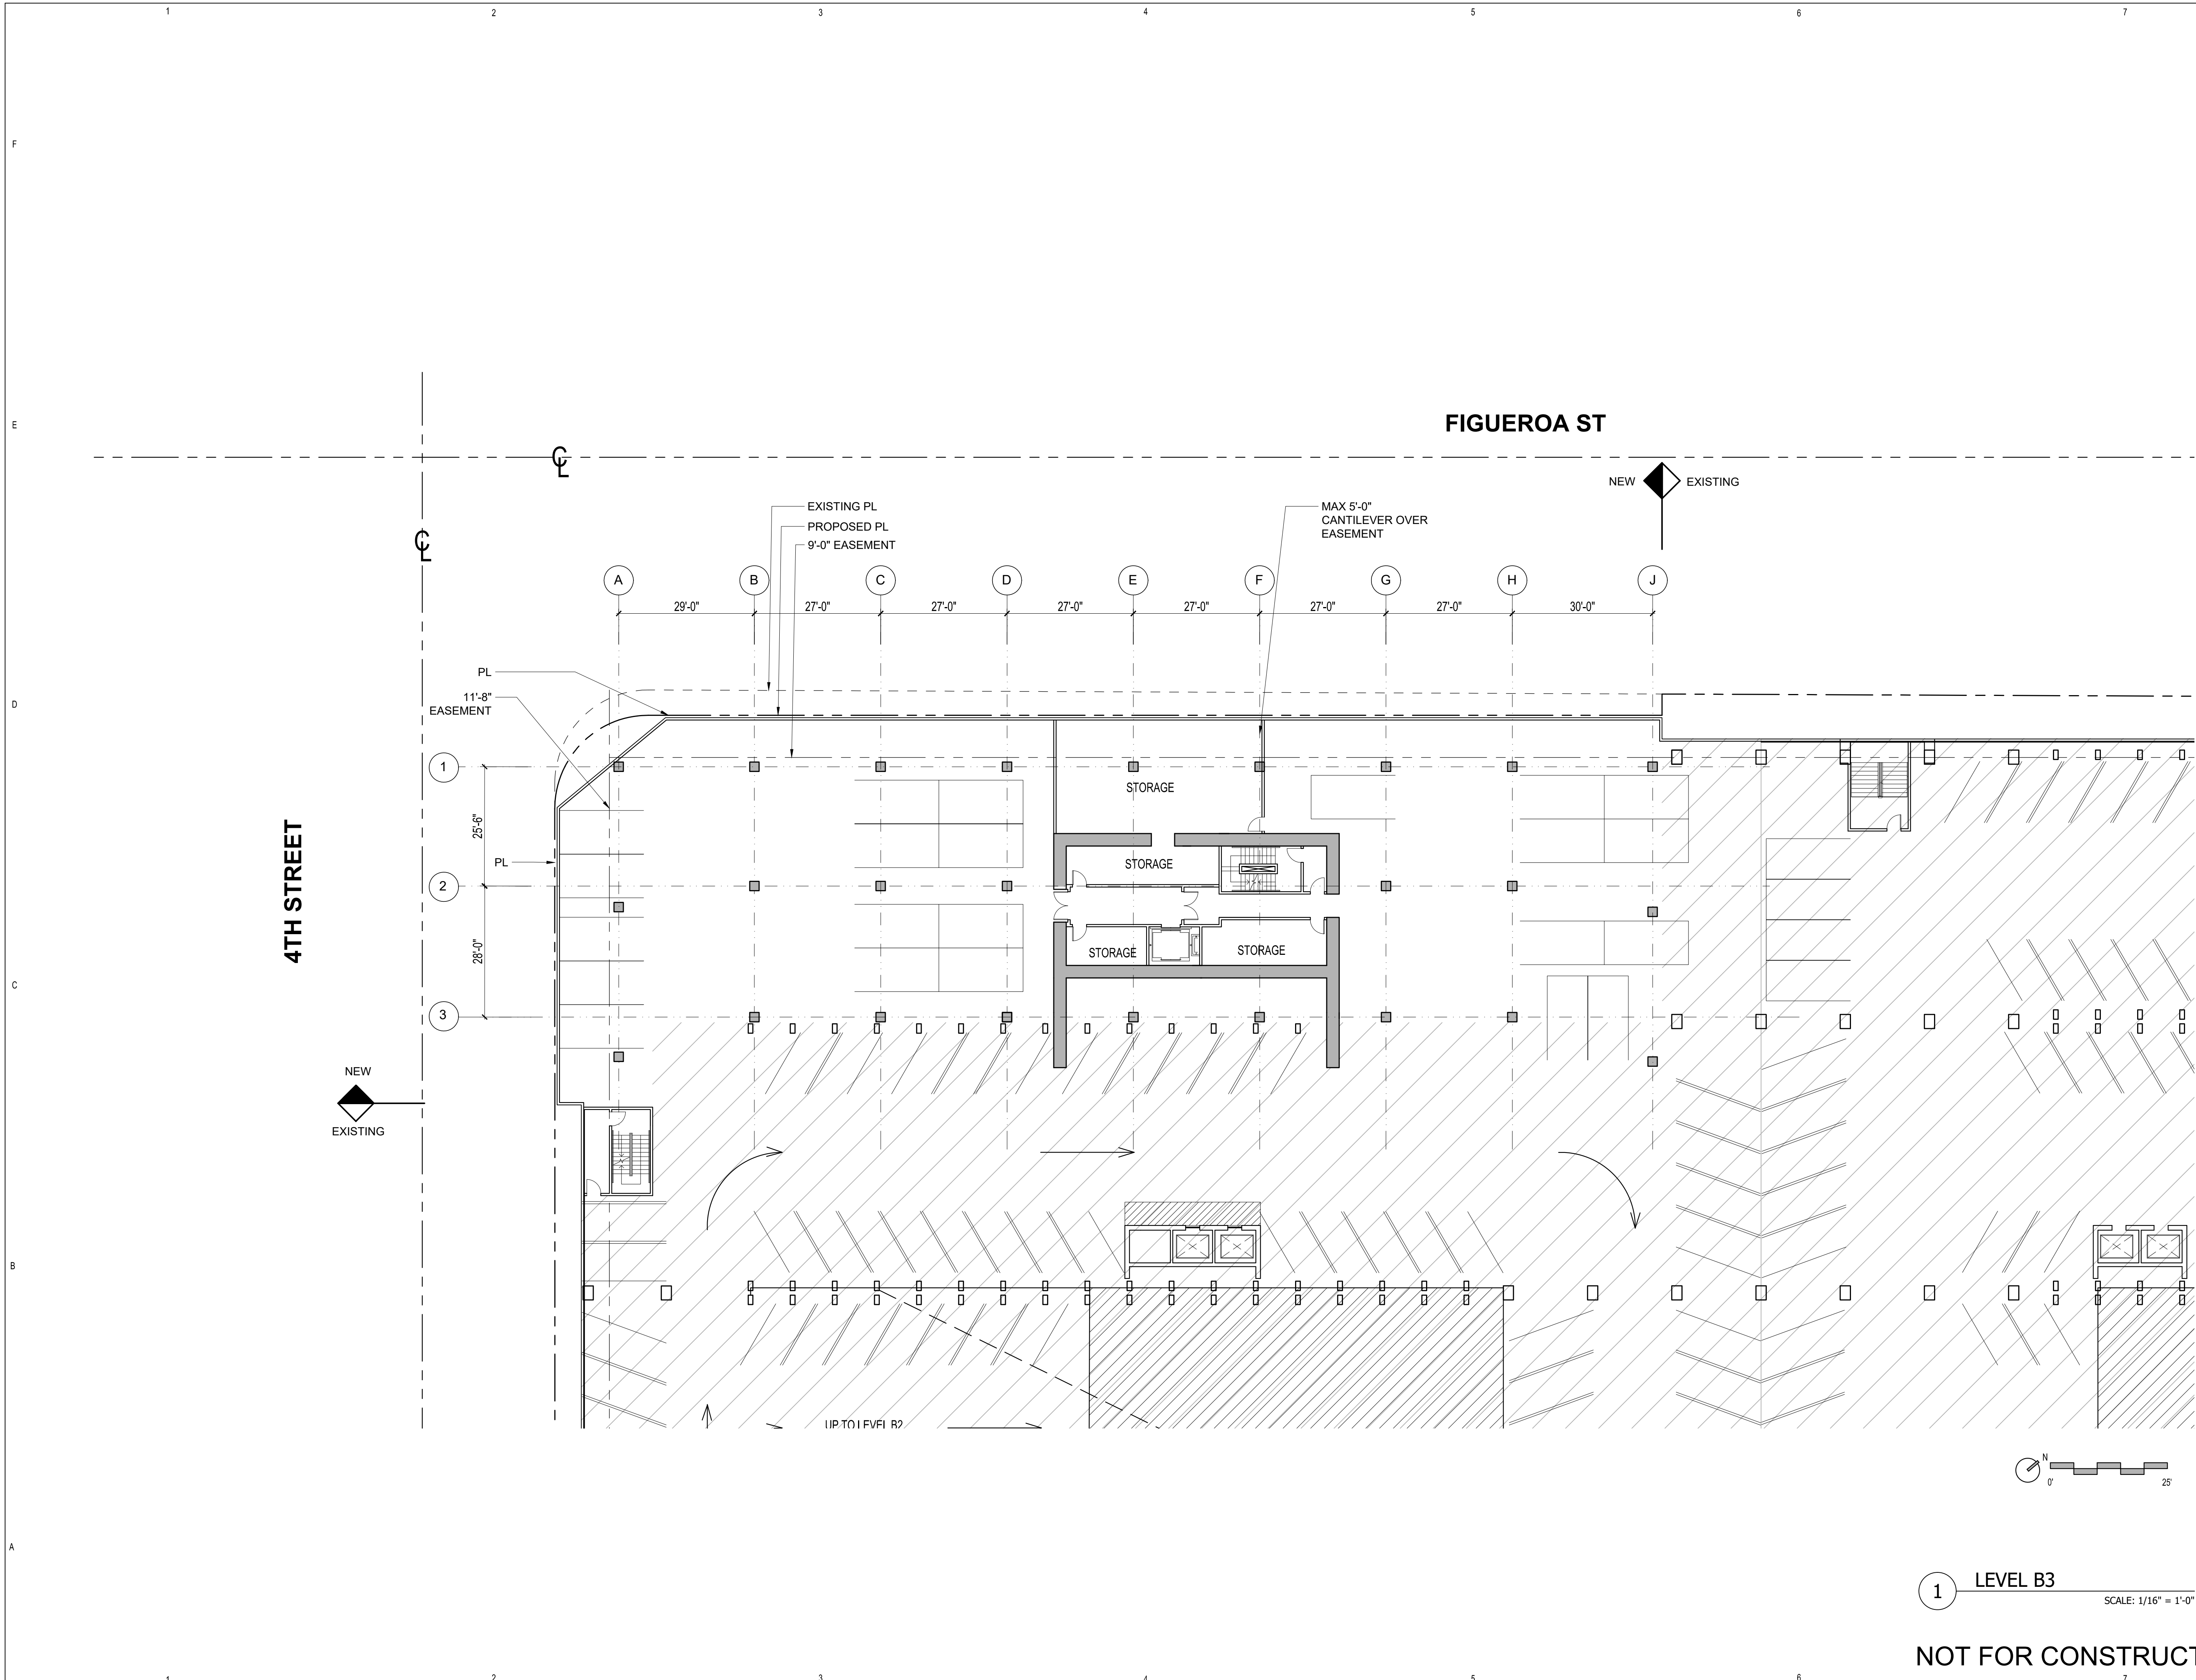 1 2 3 4 5 6 7
F
E
D
C
B
A
FIGUEROA ST
℄
℄
NEW EXISTING
EXISTING PL
PROPOSED PL
9'-0" EASEMENT
MAX 5'-0"
CANTILEVER OVER
EASEMENT
A B C D E F G H J
29'-0" 27'-0" 27'-0" 27'-0" 27'-0" 27'-0" 27'-0" 30'-0"
PL
11'-8"
EASEMENT
1
25'-6"
PL
2
28'-0"
3
4TH STREET
STORAGE
STORAGE
STORAGE
STORAGE
NEW
EXISTING
UP TO LEVEL B2
N
0' 25'
1
LEVEL B3
SCALE: 1/16" = 1'-0"
NOT FOR CONSTRUCT
1 2 3 4 5 6 7